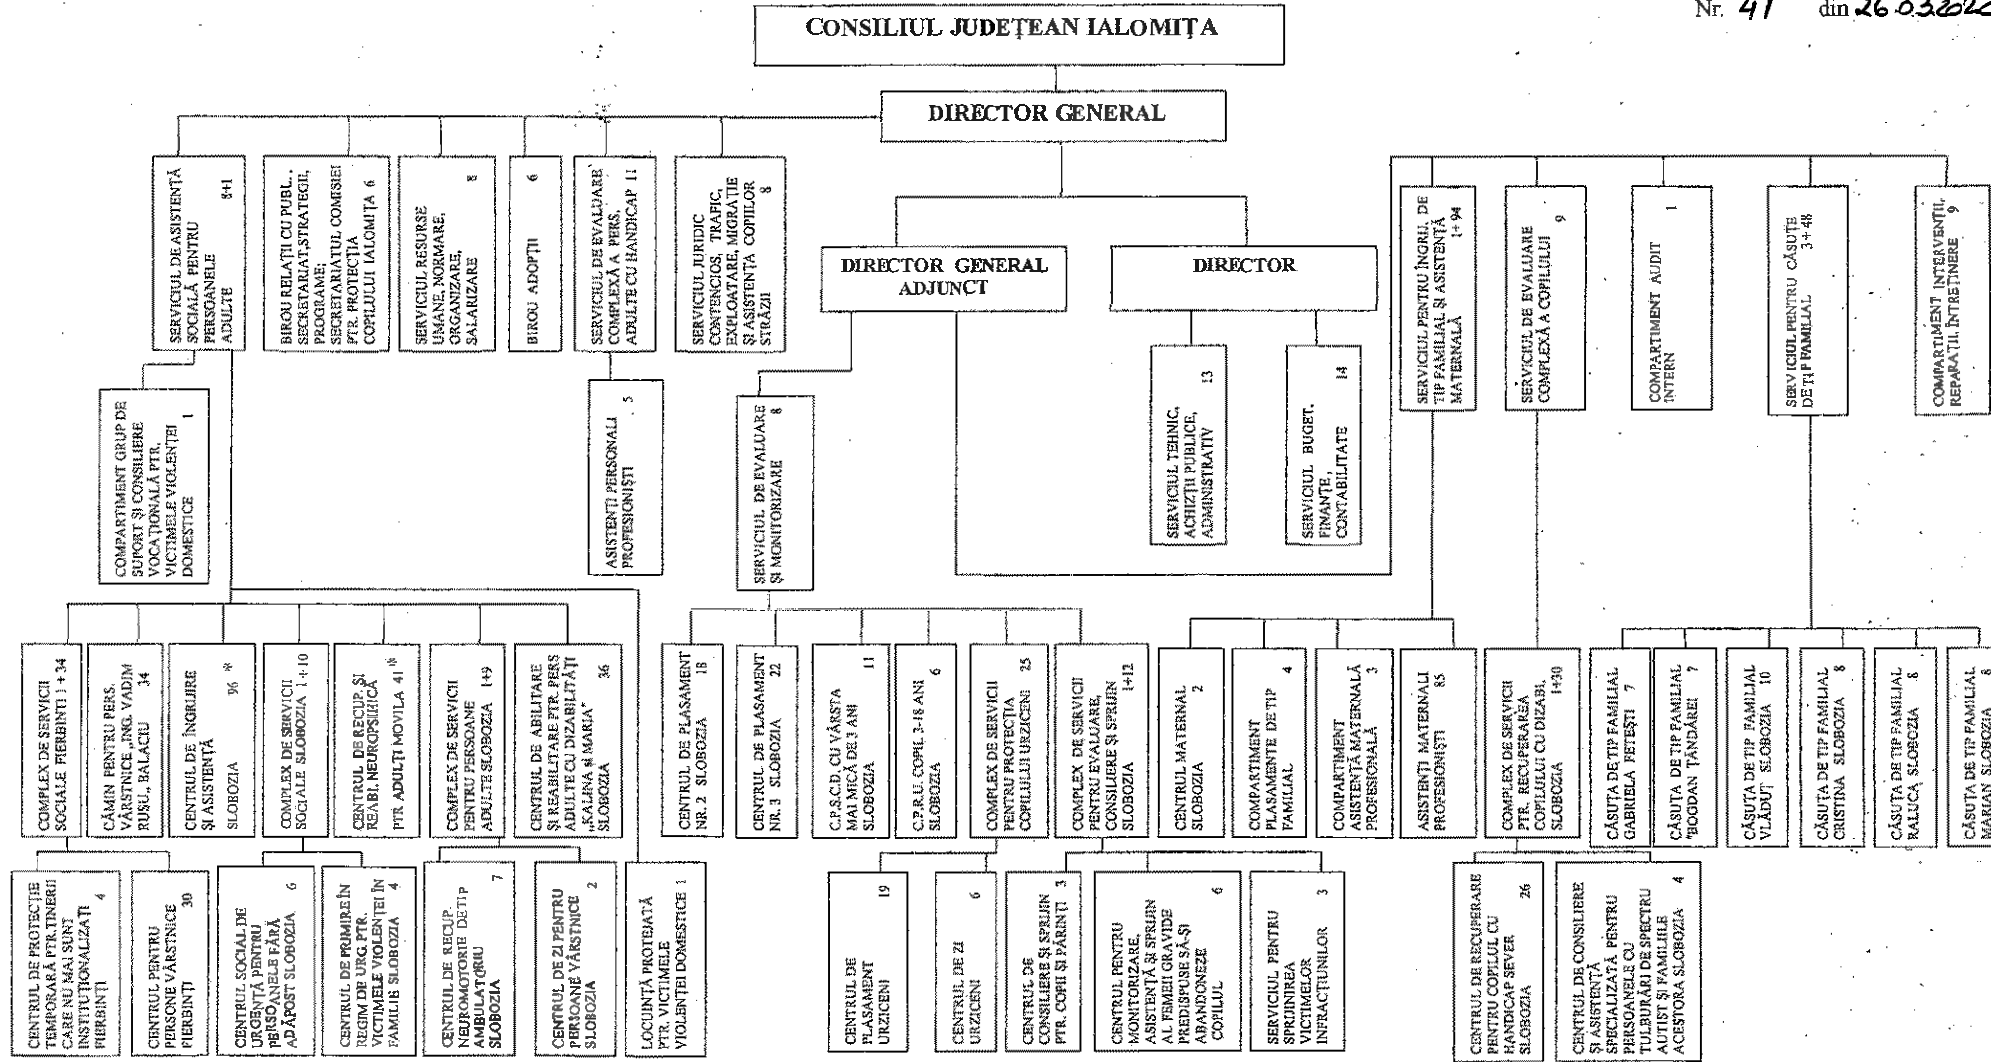 Nr. 41 din 26.03.202
CONSILIUL JUDEȚEAN IALOMIȚA
DIRECTOR GENERAL
DIRECTOR GENERAL
ADJUNCT
DIRECTOR
SERVICIUL DE ASISTENȚĂ
SOCIALĂ PENTRU
PERSOANELE
ADULTE 8+1
BIROU RELAȚII CU PUBL.,
SECRETARIAT, STRATEGII,
PROGRAME;
SECRETARIATUL COMISIEI
PTR. PROTECȚIA
COPILULUI IALOMIȚA 6
SERVICIUL RESURSE
UMANE, NORMARE,
ORGANIZARE,
SALARIZARE 8
BIROU ADOPȚII 6
SERVICIUL DE EVALUARE
COMPLEXĂ A PERS.
ADULTE CU HANDICAP 11
SERVICIUL JURIDIC
CONTENCIOS, TRAFIC,
EXPLOATARE, MIGRAȚIE
ȘI ASISTENȚA COPIILOR
STRĂZII 8
SERVICIUL PENTRU ÎNGRIJ. DE
TIP FAMILIAL ȘI ASISTENȚĂ
MATERNALĂ 1+94
SERVICIUL DE EVALUARE
COMPLEXĂ A COPILULUI 9
COMPARTIMENT AUDIT
INTERN 1
SERVICIUL PENTRU CĂSUȚE
DE TIP FAMILIAL 3+48
COMPARTIMENT INTERVENȚII,
REPARAȚII, ÎNTREȚINERE 9
COMPARTIMENT GRUP DE
SUPORT ȘI CONSILIERE
VOCAȚIONALĂ PTR.
VICTIMELE VIOLENȚEI
DOMESTICE 1
ASISTENȚI PERSONALI
PROFESIONIȘTI 5
SERVICIUL DE EVALUARE
ȘI MONITORIZARE 8
SERVICIUL TEHNIC,
ACHIZIȚII PUBLICE,
ADMINISTRATIV 13
SERVICIUL BUGET,
FINANȚE,
CONTABILITATE 14
COMPLEX DE SERVICII
SOCIALE FIERBINȚI 1+34
CĂMIN PENTRU PERS.
VÂRSTNICE „ING. VADIM
RUSU, BALACIU 34
CENTRUL DE ÎNGRIJIRE
ȘI ASISTENȚĂ
SLOBOZIA 96 *
COMPLEX DE SERVICII
SOCIALE SLOBOZIA 1+10
CENTRUL DE RECUP. ȘI
REABI. NEUROPSIHICĂ
PTR ADULȚI MOVILA 41
COMPLEX DE SERVICII
PENTRU PERSOANE
ADULTE SLOBOZIA 1+9
CENTRUL DE ABILITARE
ȘI REABILITARE PTR. PERS
ADULTE CU DIZABILITĂȚI
„KALINA și MARIA”
SLOBOZIA 36
CENTRUL DE PLASAMENT
NR. 2 SLOBOZIA 18
CENTRUL DE PLASAMENT
NR. 3 SLOBOZIA 22
C.P.S.C.D. CU VÂRSTA
MAI MICĂ DE 3 ANI
SLOBOZIA 11
C.P.R.U. COPIL 3-18 ANI
SLOBOZIA 6
COMPLEX DE SERVICII
PENTRU PROTECȚIA
COPILULUI URZICENI 25
COMPLEX DE SERVICII
PENTRU EVALUARE,
CONSILIERE ȘI SPRIJIN
SLOBOZIA 1+12
CENTRUL MATERNAL
SLOBOZIA 2
COMPARTIMENT
PLASAMENTE DE TIP
FAMILIAL 4
COMPARTIMENT
ASISTENȚĂ MATERNALĂ
PROFESIONALĂ 3
ASISTENȚI MATERNALI
PROFESIONIȘTI 85
COMPLEX DE SERVICII
PTR. RECUPERAREA
COPILULUI CU DIZABI.
SLOBOZIA 1+30
CĂSUȚA DE TIP FAMILIAL
GABRIELA FETEȘTI 7
CĂSUȚA DE TIP FAMILIAL
"BOGDAN ȚĂNDĂREI 7
CĂSUȚA DE TIP FAMILIAL
VLĂDUȚ SLOBOZIA 10
CĂSUȚA DE TIP FAMILIAL
CRISTINA SLOBOZIA 8
CĂSUȚA DE TIP FAMILIAL
RALUCA SLOBOZIA 8
CĂSUȚA DE TIP FAMILIAL
MARIAN SLOBOZIA 8
CENTRUL DE PROTECȚIE
TEMPORARĂ PTR.TINERII
CARE NU MAI SUNT
INSTITUȚIONALIZAȚI
FIERBINȚI 4
CENTRUL PENTRU
PERSONE VÂRSTNICE
FIERBINȚI 30
CENTRUL SOCIAL DE
URGENȚĂ PENTRU
PERSOANELE FĂRĂ
ADĂPOST SLOBOZIA 6
CENTRUL DE PRIMIRE ÎN
REGIM DE URG. PTR.
VICTIMELE VIOLENȚEI ÎN
FAMILIE SLOBOZIA 4
CENTRUL DE RECUP.
NEUROMOTORIE DE TIP
AMBULATORIU
SLOBOZIA 7
CENTRUL DE ZI PENTRU
PERSOANE VÂRSTNICE
SLOBOZIA 2
LOCUINȚĂ PROTEJATĂ
PTR. VICTIMELE
VIOLENȚEI DOMESTICE 1
CENTRUL DE
PLASAMENT
URZICENI 19
CENTRUL DE ZI
URZICENI 6
CENTRUL DE
CONSILIERE ȘI SPRIJIN
PTR. COPII ȘI PĂRINȚI 3
CENTRUL PENTRU
MONITORIZARE,
ASISTENȚĂ ȘI SPRIJIN
AL FEMEII GRAVIDE
PREDISPUSE SĂ-ȘI
ABANDONEZE
COPILUL 6
SERVICIUL PENTRU
SPRIJINIREA
VICTIMELOR
INFRACȚIUNILOR 3
CENTRUL DE RECUPERARE
PENTRU COPILUL CU
HANDICAP SEVER
SLOBOZIA 26
CENTRUL DE CONSILIERE
ȘI ASISTENȚĂ
SPECIALIZATĂ PENTRU
PERSOANELE CU
TULBURĂRI DE SPECTRU
AUTIST ȘI FAMILIILE
ACESTORA SLOBOZIA 4